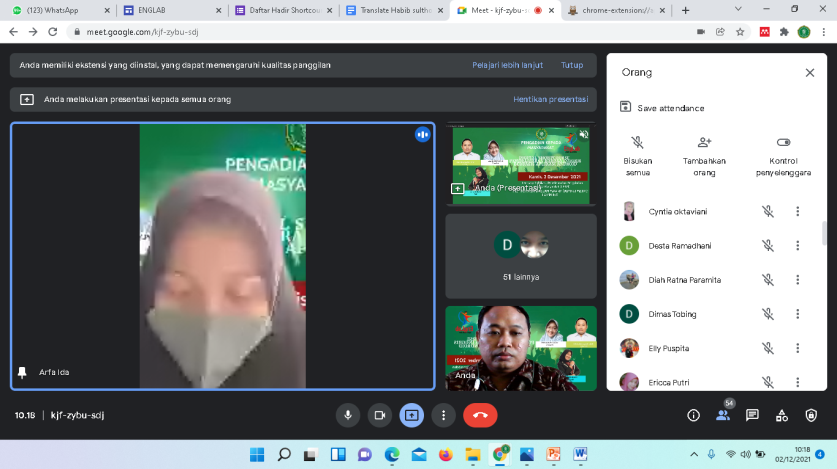 (123) WhatsApp
ENGLAB
Daftar Hadir Shortcou
Translate Habib sulth
Meet - kjf-zybu-s
chrome-extension://
meet.google.com/kjf-zybu-sdj
Anda memiliki ekstensi yang diinstal, yang dapat memengaruhi kualitas panggilan
Pelajari lebih lanjut
Tutup
Anda melakukan presentasi kepada semua orang
Hentikan presentasi
PENGADIA
Arfa Ida
Kamis, 2 Desember 2021
Anda (Presentasi)
D
51 lainnya
Anda
Orang
Save attendance
Bisukan semua
Tambahkan orang
Kontrol penyelenggara
Cyntia oktaviani
D
Desta Ramadhani
Diah Ratna Paramita
D
Dimas Tobing
Elly Puspita
Ericca Putri
10.18 | kjf-zybu-sdj
54
10:18
02/12/2021
4